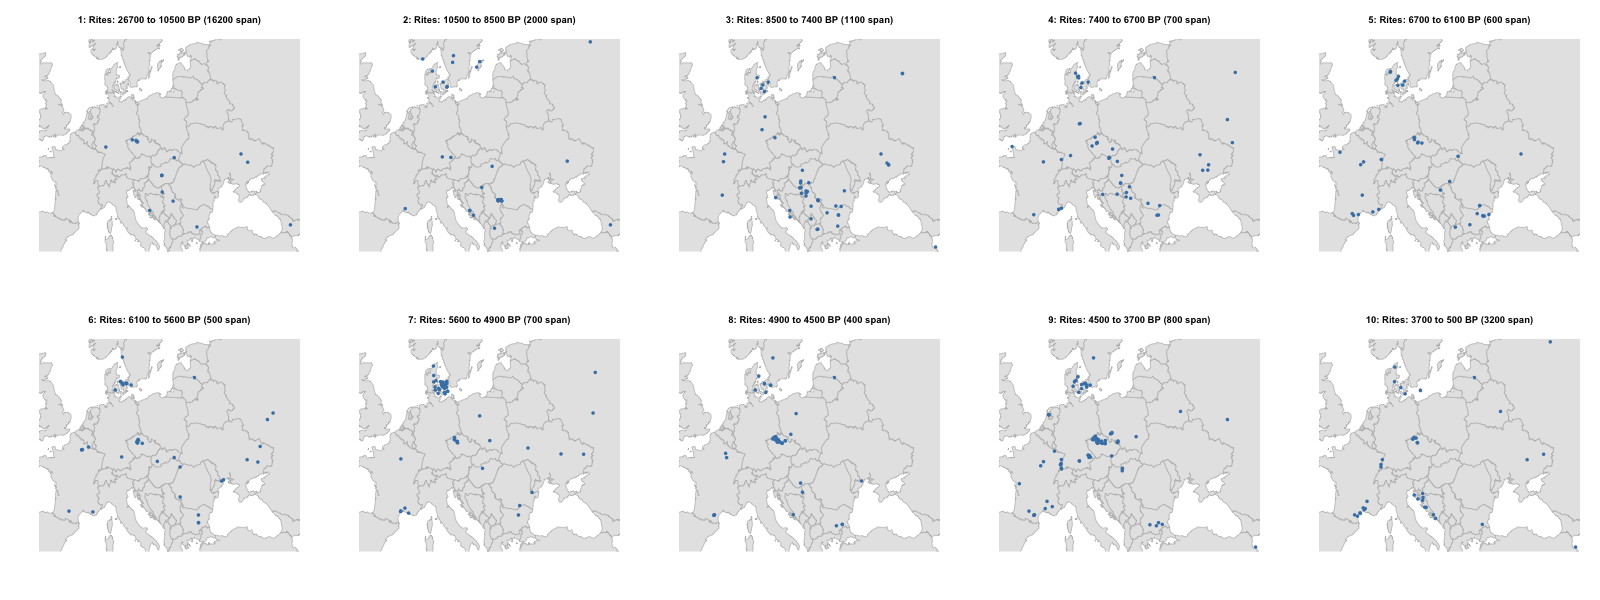 1: Rites: 26700 to 10500 BP (16200 span)
2: Rites: 10500 to 8500 BP (2000 span)
3: Rites: 8500 to 7400 BP (1100 span)
4: Rites: 7400 to 6700 BP (700 span)
5: Rites: 6700 to 6100 BP (600 span)
6: Rites: 6100 to 5600 BP (500 span)
7: Rites: 5600 to 4900 BP (700 span)
8: Rites: 4900 to 4500 BP (400 span)
9: Rites: 4500 to 3700 BP (800 span)
10: Rites: 3700 to 500 BP (3200 span)